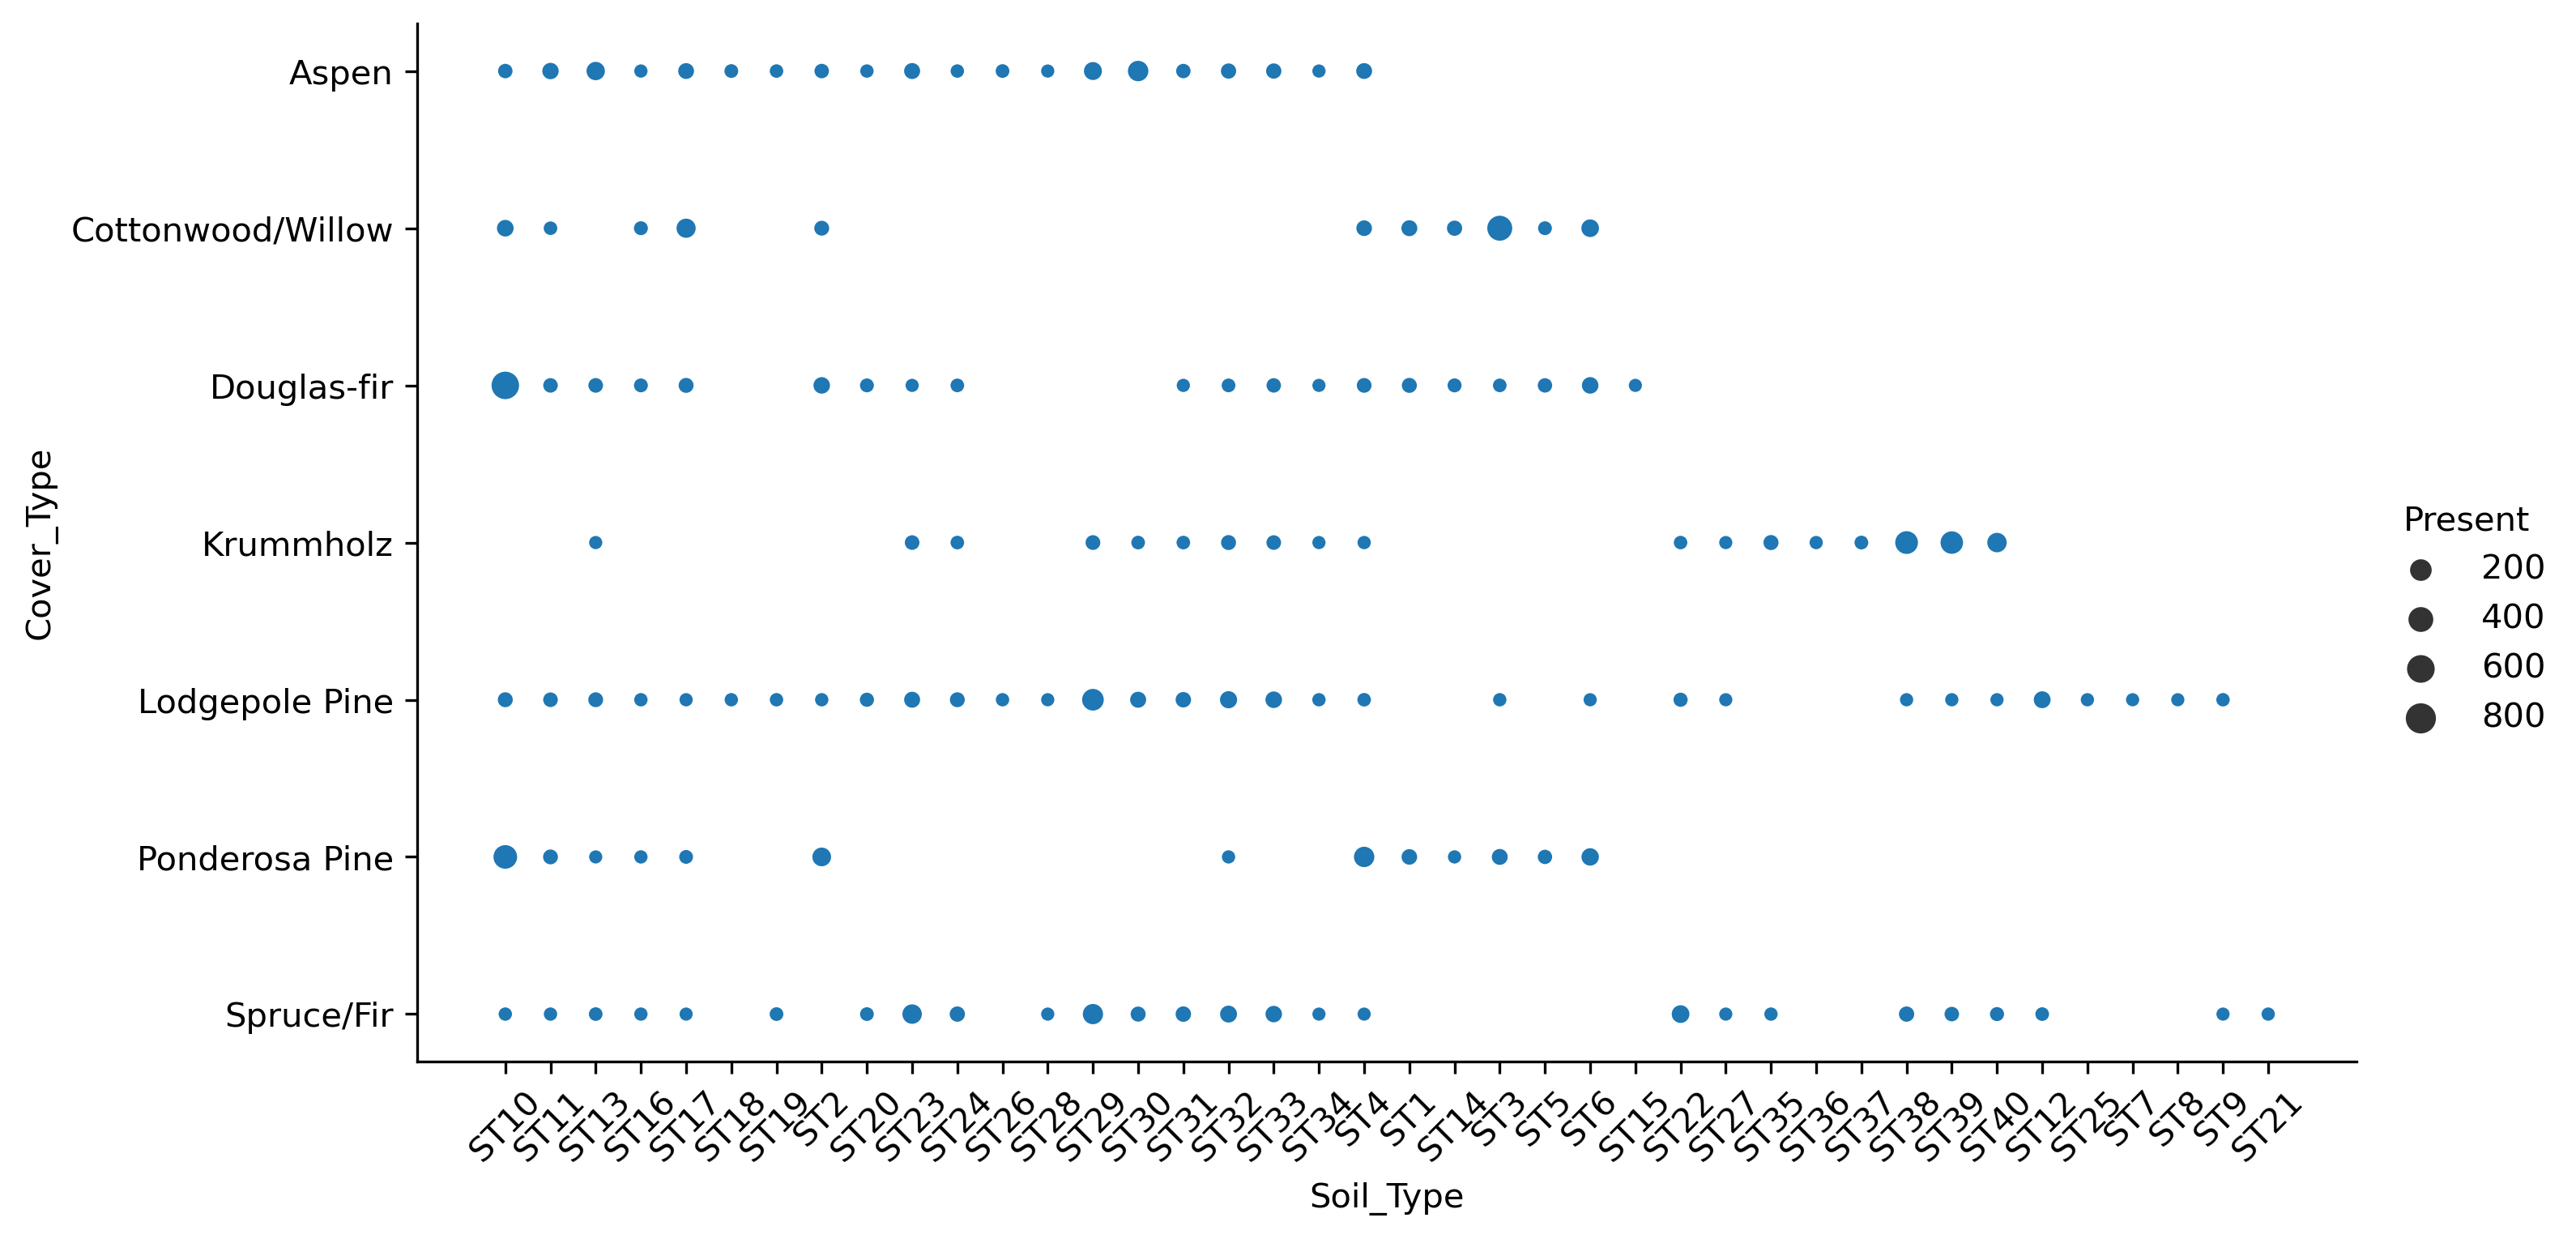 Aspen
Cottonwood/Willow
Douglas-fir
Krummholz
Lodgepole Pine
Ponderosa Pine
Spruce/Fir
Cover_Type
ST10
ST11
ST13
ST16
ST17
ST18
ST19
ST2
ST20
ST23
ST24
ST26
ST28
ST29
ST30
ST31
ST32
ST33
ST34
ST4
ST1
ST14
ST3
ST5
ST6
ST15
ST22
ST27
ST35
ST36
ST37
ST38
ST39
ST40
ST12
ST25
ST7
ST8
ST9
ST21
Soil_Type
Present
200
400
600
800